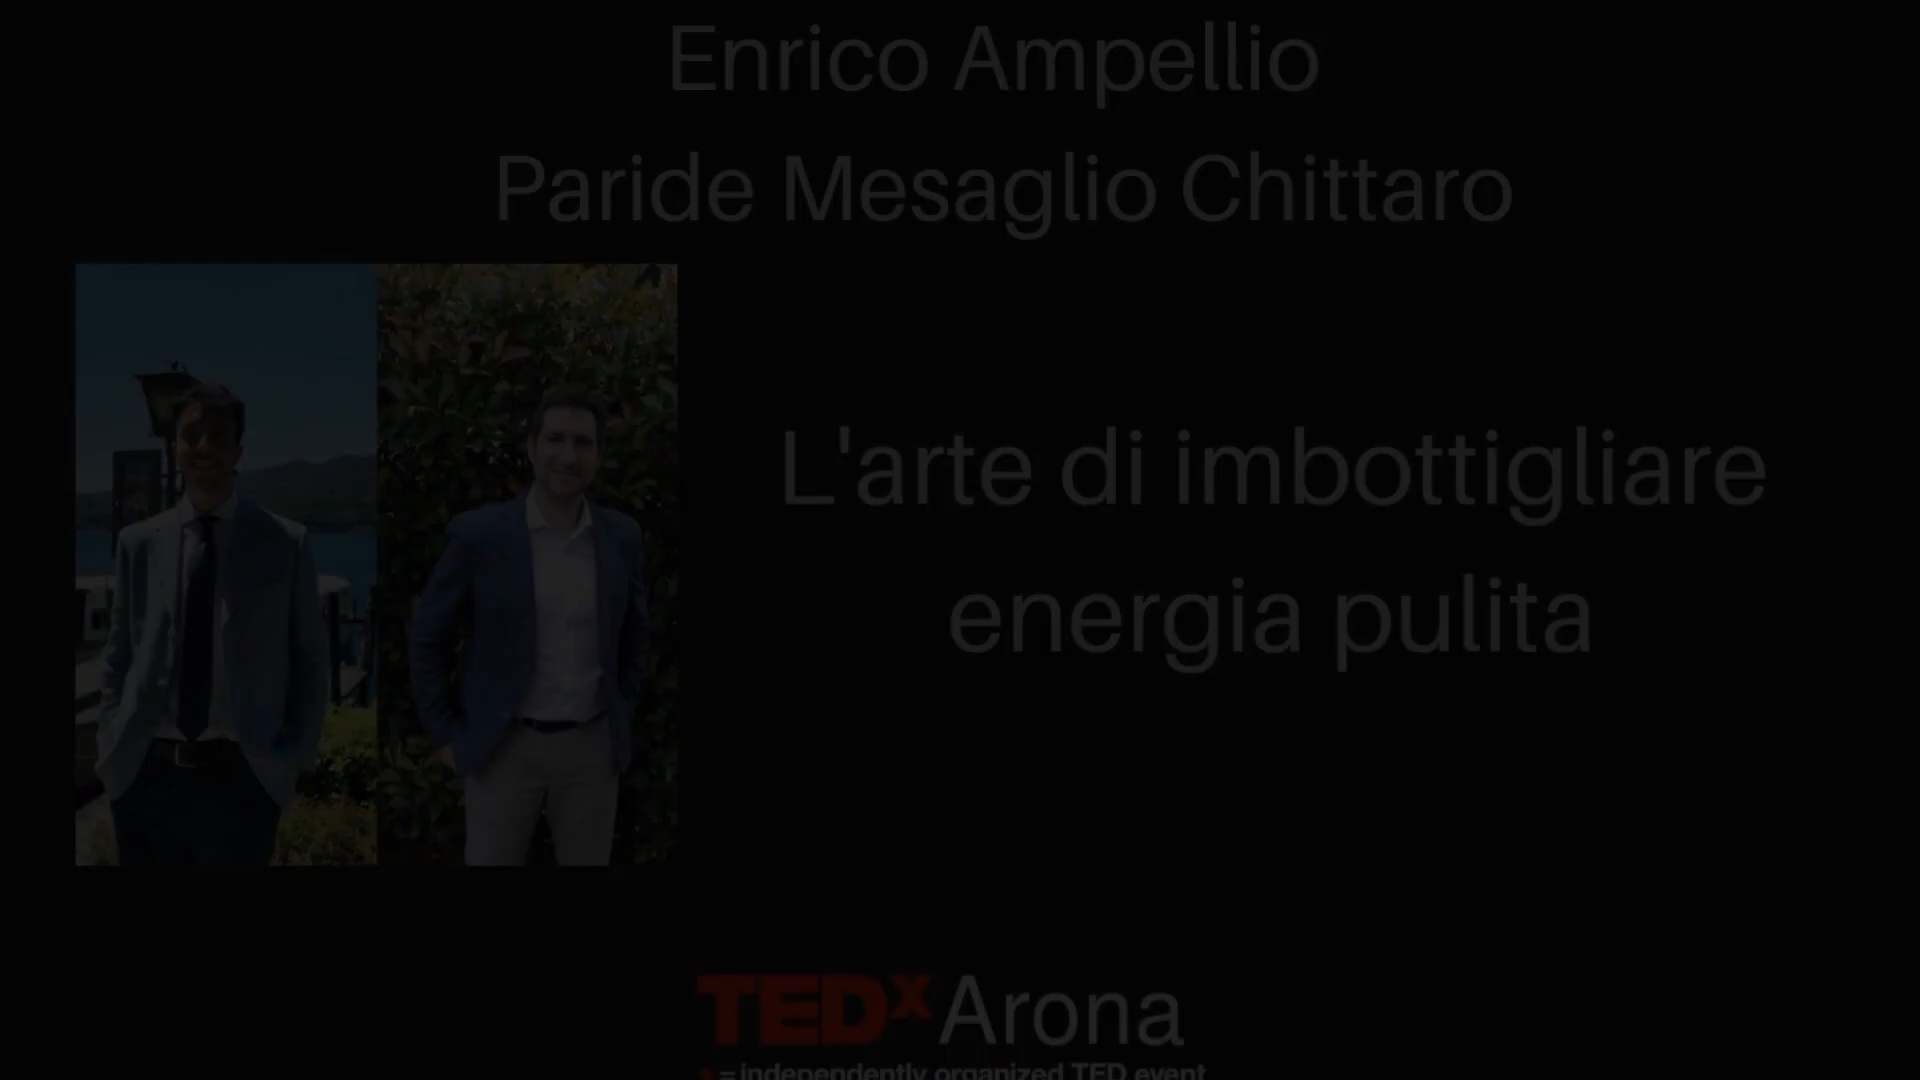 Enrico Ampellio
Paride Mesaglio Chittaro
L'arte di imbottigliare
energia pulita
TEDx Arona
x = independently organized TED event